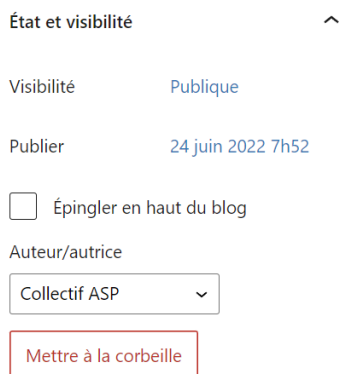 État et visibilité
Visibilité Publique
Publier 24 juin 2022 7h52
Épingler en haut du blog
Auteur/autrice
Collectif ASP
Mettre à la corbeille